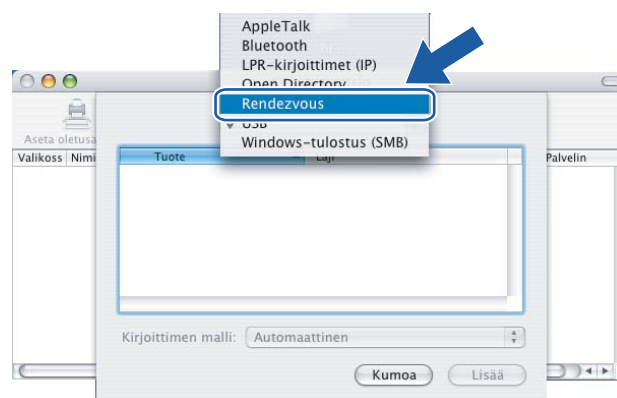 AppleTalk
Bluetooth
LPR-kirjoittimet (IP)
Open Directory
Rendezvous
USB
Windows-tulostus (SMB)
Aseta oletusa
Valikoss Nimi
Tuote Laji
Palvelin
Kirjoittimen malli: Automaattinen
Kumoa Lisää